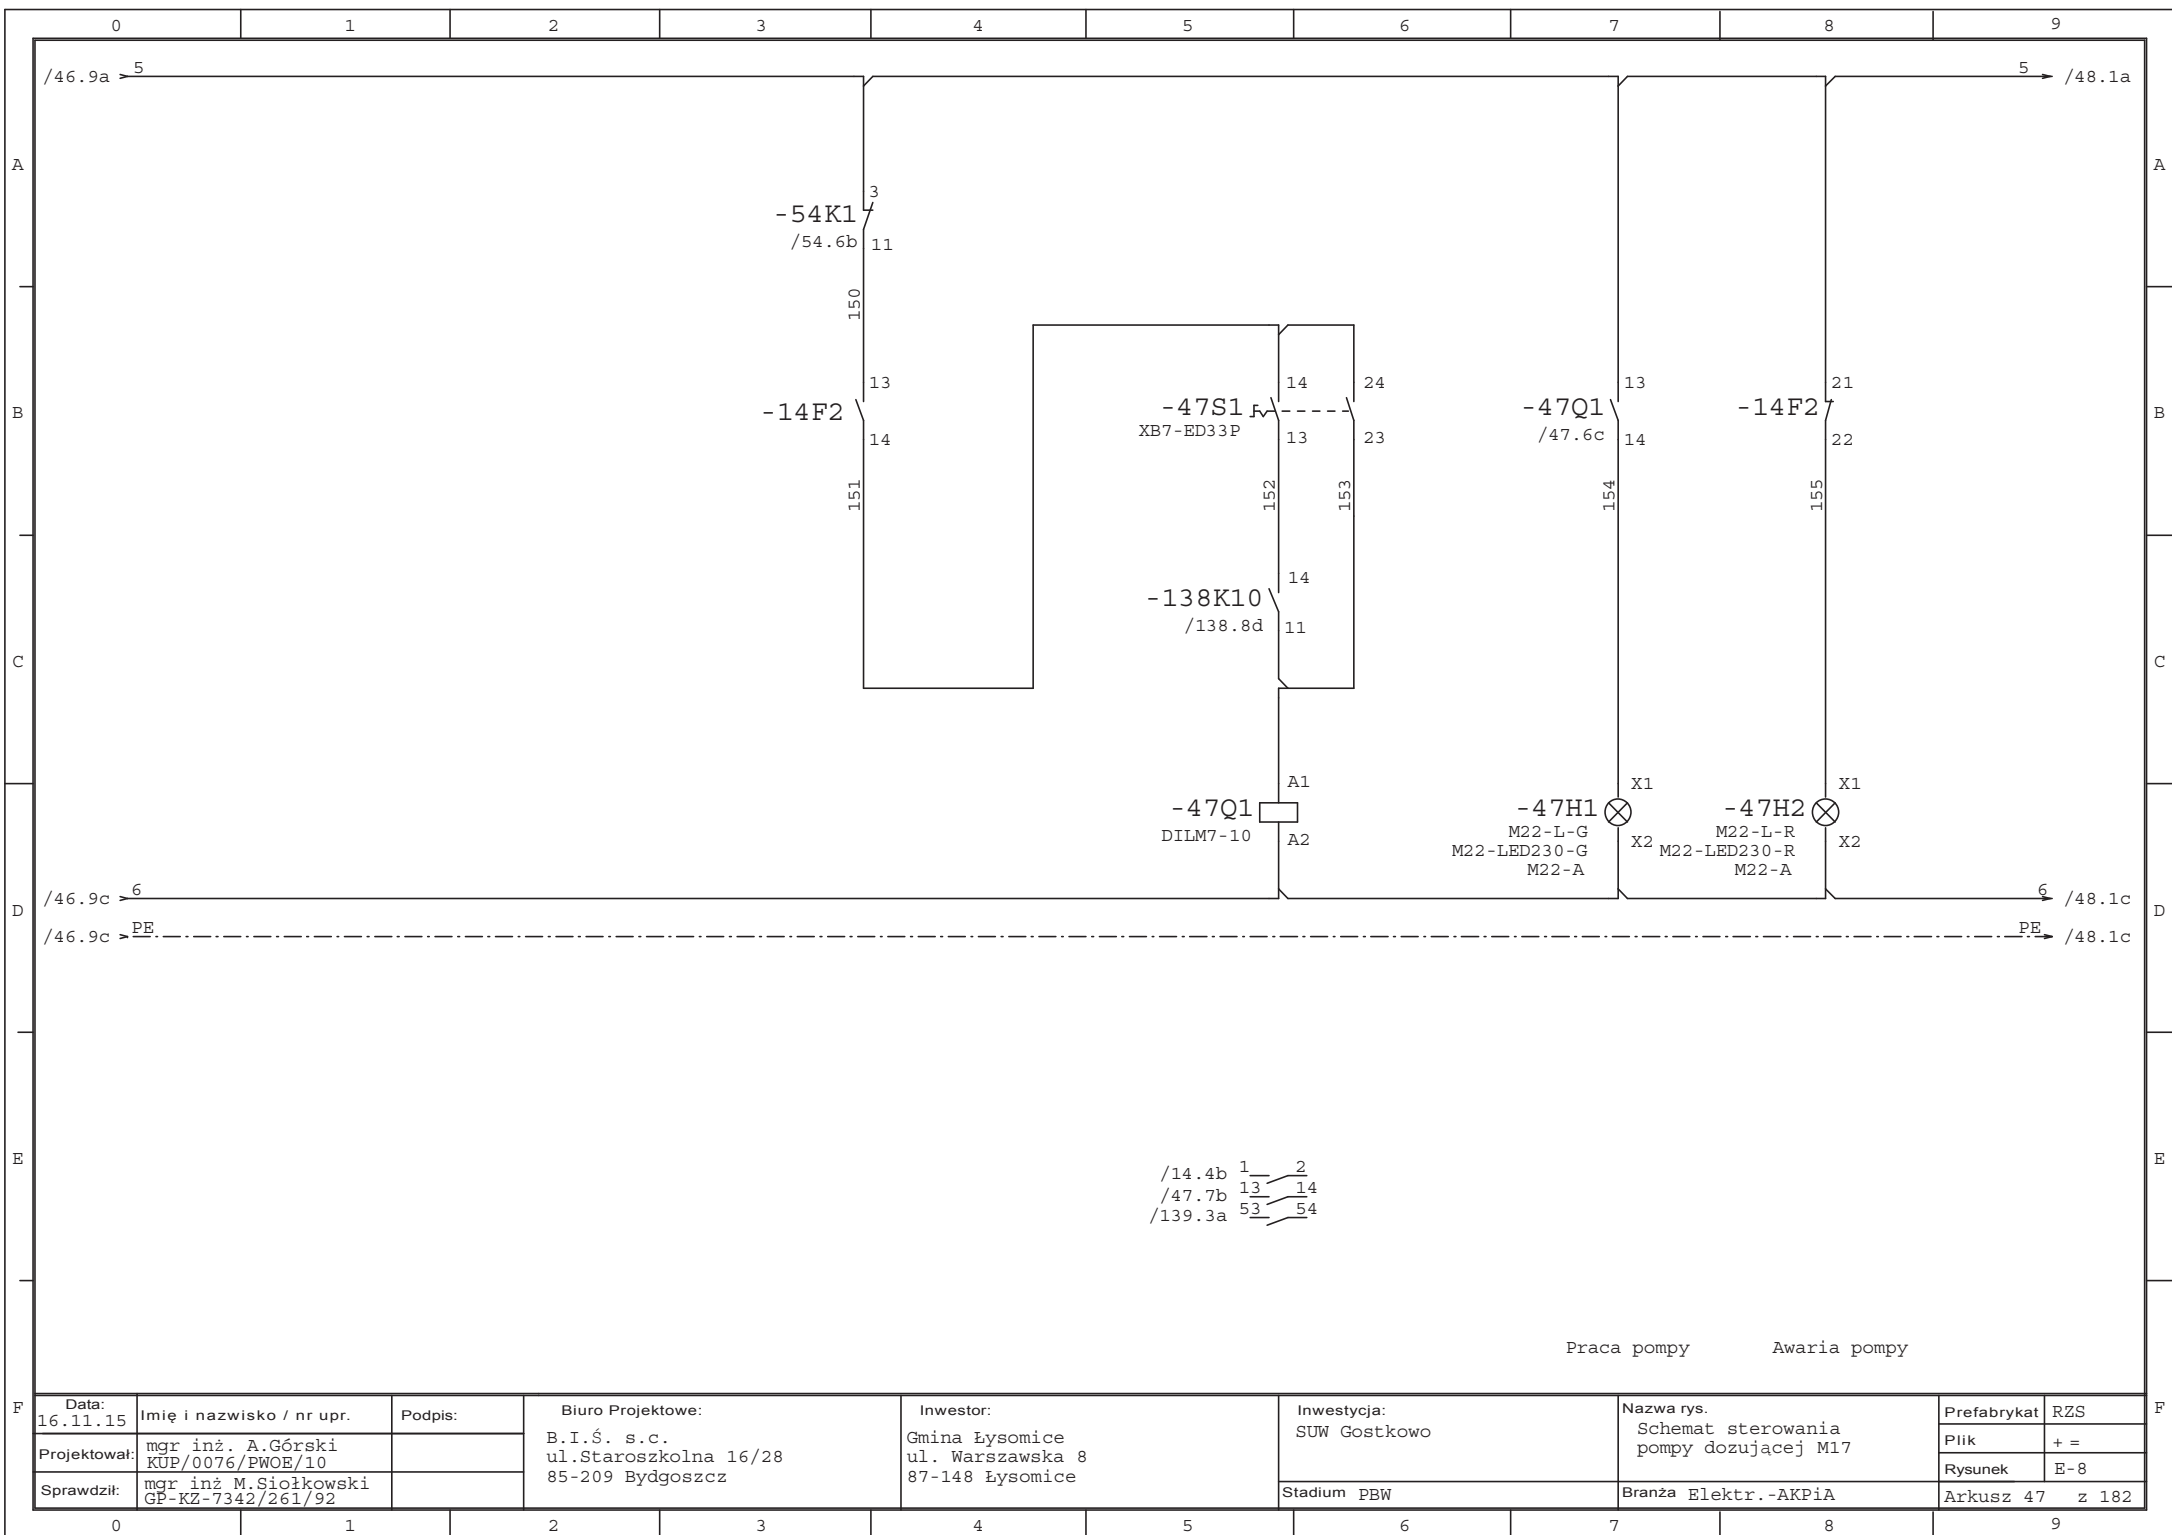 0 1 2 3 4 5 6 7 8 9
/46.9a 5 5 /48.1a
A A
3
-54K1
/54.6b 11
150
13 14 24 13 21
B -14F2 -47S1 -47Q1 -14F2 B
XB7-ED33P /47.6c
14 13 23 14 22
151 152 153 154 155
14
-138K10
/138.8d 11
C C
A1 X1 X1
-47Q1 -47H1 -47H2
DILM7-10 A2 M22-L-G X2 M22-L-R X2
M22-LED230-G M22-LED230-R
M22-A M22-A
/46.9c 6 6 /48.1c
D D
/46.9c PE PE /48.1c
E E
/14.4b 1 2
/47.7b 13 14
/139.3a 53 54
Praca pompy Awaria pompy
F F
Data:
16.11.15
Imię i nazwisko / nr upr.
Podpis:
Projektował:
mgr inż. A.Górski
KUP/0076/PWOE/10
Sprawdził:
mgr inż M.Siołkowski
GP-KZ-7342/261/92
Biuro Projektowe:
B.I.Ś. s.c.
ul.Staroszkolna 16/28
85-209 Bydgoszcz
Inwestor:
Gmina Łysomice
ul. Warszawska 8
87-148 Łysomice
Inwestycja:
SUW Gostkowo
Stadium PBW
Nazwa rys.
Schemat sterowania
pompy dozującej M17
Branża Elektr.-AKPiA
Prefabrykat RZS
Plik + =
Rysunek E-8
Arkusz 47 z 182
0 1 2 3 4 5 6 7 8 9